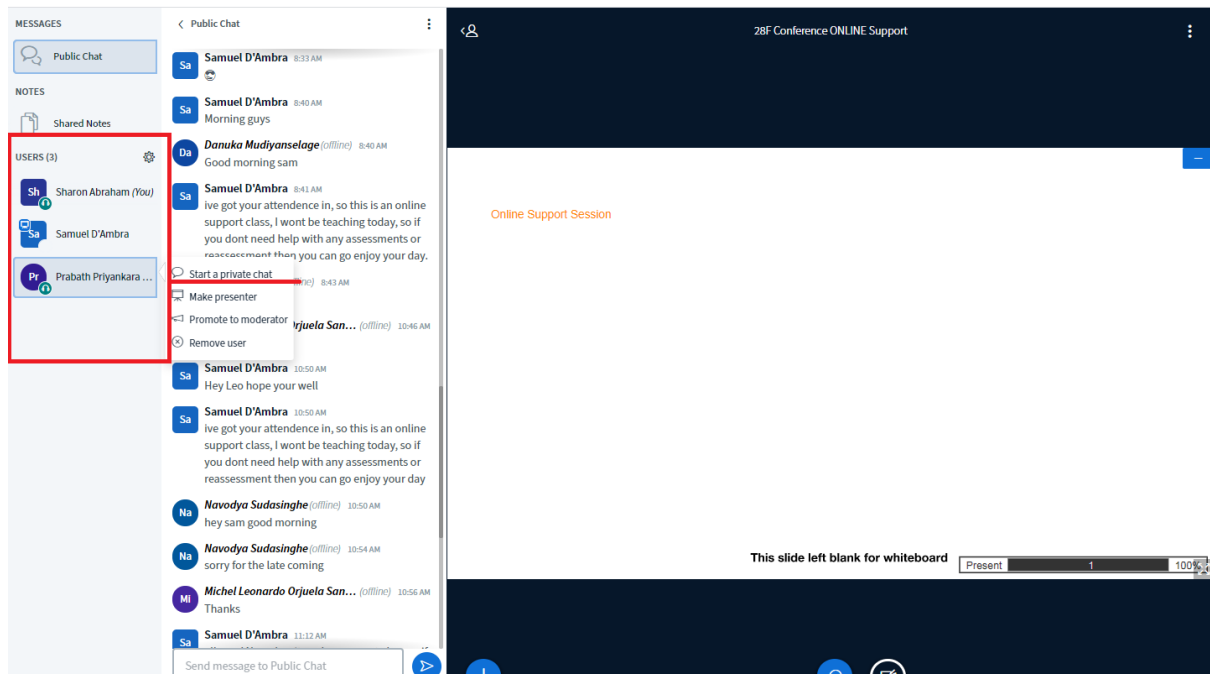 MESSAGES
Public Chat
NOTES
Shared Notes
USERS (3)
Sh Sharon Abraham (You)
Sa Samuel D'Ambra
Pr Prabath Priyankara ...
Public Chat
Sa Samuel D'Ambra 8:33 AM
Sa Samuel D'Ambra 8:40 AM
Morning guys
Da Danuka Mudiyanselage (offline) 8:40 AM
Good morning sam
Sa Samuel D'Ambra 8:41 AM
ive got your attendence in, so this is an online
support class, I wont be teaching today, so if
you dont need help with any assessments or
reassessment then you can go enjoy your day.
Start a private chat
Make presenter
Promote to moderator
Remove user
8:43 AM
rjuela San... (offline) 10:46 AM
Sa Samuel D'Ambra 10:50 AM
Hey Leo hope your well
Sa Samuel D'Ambra 10:50 AM
ive got your attendence in, so this is an online
support class, I wont be teaching today, so if
you dont need help with any assessments or
reassessment then you can go enjoy your day
Na Navodya Sudasinghe (offline) 10:50 AM
hey sam good morning
Na Navodya Sudasinghe (offline) 10:54 AM
sorry for the late coming
Mi Michel Leonardo Orjuela San... (offline) 10:56 AM
Thanks
Sa Samuel D'Ambra 11:12 AM
Send message to Public Chat
28F Conference ONLINE Support
Online Support Session
This slide left blank for whiteboard
Present 1 100%